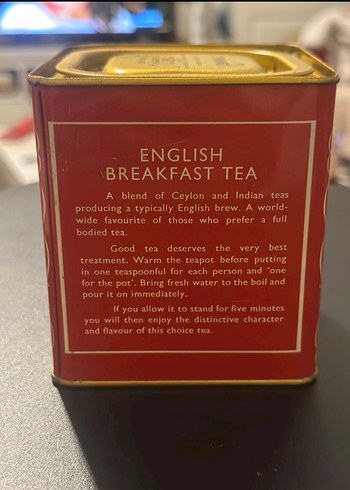 ENGLISH
BREAKFAST TEA
A blend of Ceylon and Indian teas
producing a typically English brew. A world-
wide favourite of those who prefer a full
bodied tea.
Good tea deserves the very best
treatment. Warm the teapot before putting
in one teaspoonful for each person and 'one
for the pot'. Bring fresh water to the boil and
pour it on immediately.
If you allow it to stand for five minutes
you will then enjoy the distinctive character
and flavour of this choice tea.